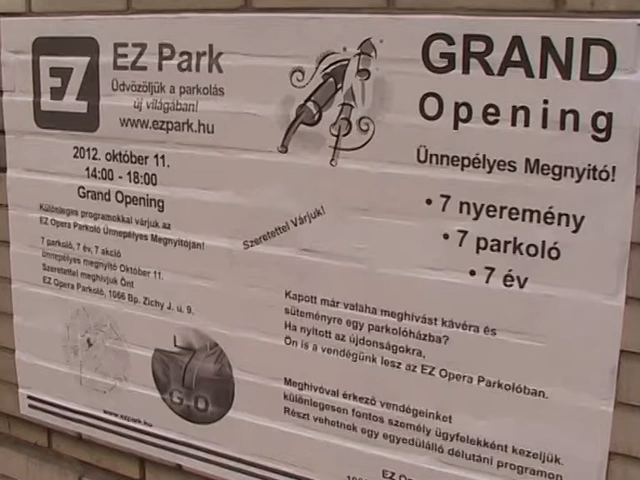 EZ
EZ Park
Üdvözöljük a parkolás
új világában!
www.ezpark.hu
2012. október 11.
14:00 - 18:00
Grand Opening
Különleges programokkal várjuk az
EZ Opera Parkoló Ünnepélyes Megnyitóján!
7 parkoló, 7 év, 7 akció
ünnepélyes megnyitó Október 11.
Szeretettel meghívjuk Önt
EZ Opera Parkoló, 1066 Bp. Zichy J. u. 9.
G.O
www.ezpark.hu
Szeretettel Várjuk!
GRAND
Opening
Ünnepélyes Megnyitó!
• 7 nyeremény
• 7 parkoló
• 7 év
Kapott már valaha meghívást kávéra és
süteményre egy parkolóházba?
Ha nyitott az újdonságokra,
Ön is a vendégünk lesz az EZ Opera Parkolóban.
Meghívóval érkező vendégeinket
különlegesen fontos személy ügyfelekként kezeljük.
Részt vehetnek egy egyedülálló délutáni programon
EZ